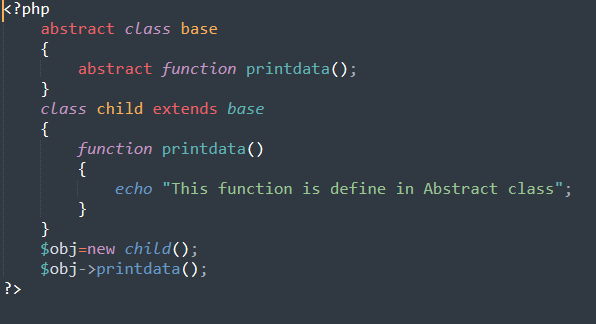 <?php
abstract class base
{
abstract function printdata();
}
class child extends base
{
function printdata()
{
echo "This function is define in Abstract class";
}
}
$obj=new child();
$obj->printdata();
?>